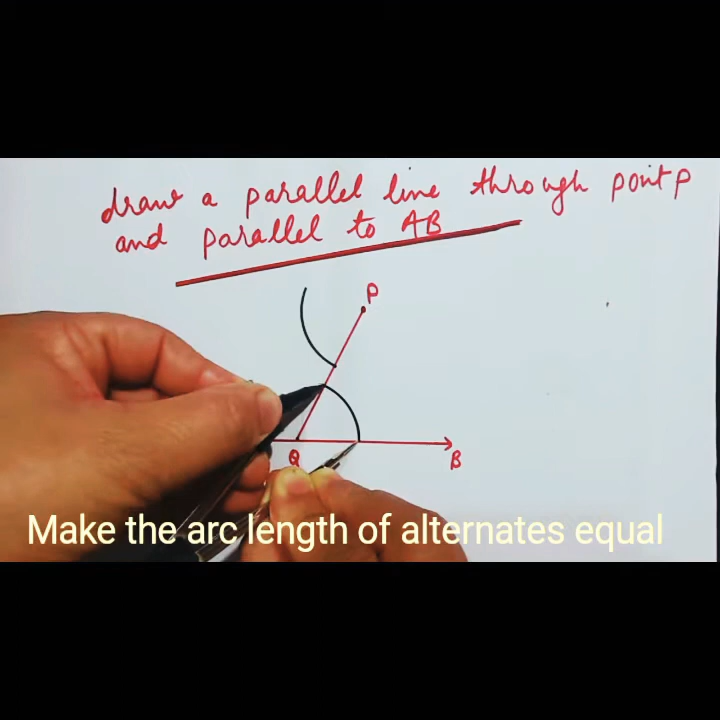 draw a parallel line through point P
and parallel to AB
P
Q
B
Make the arc length of alternates equal